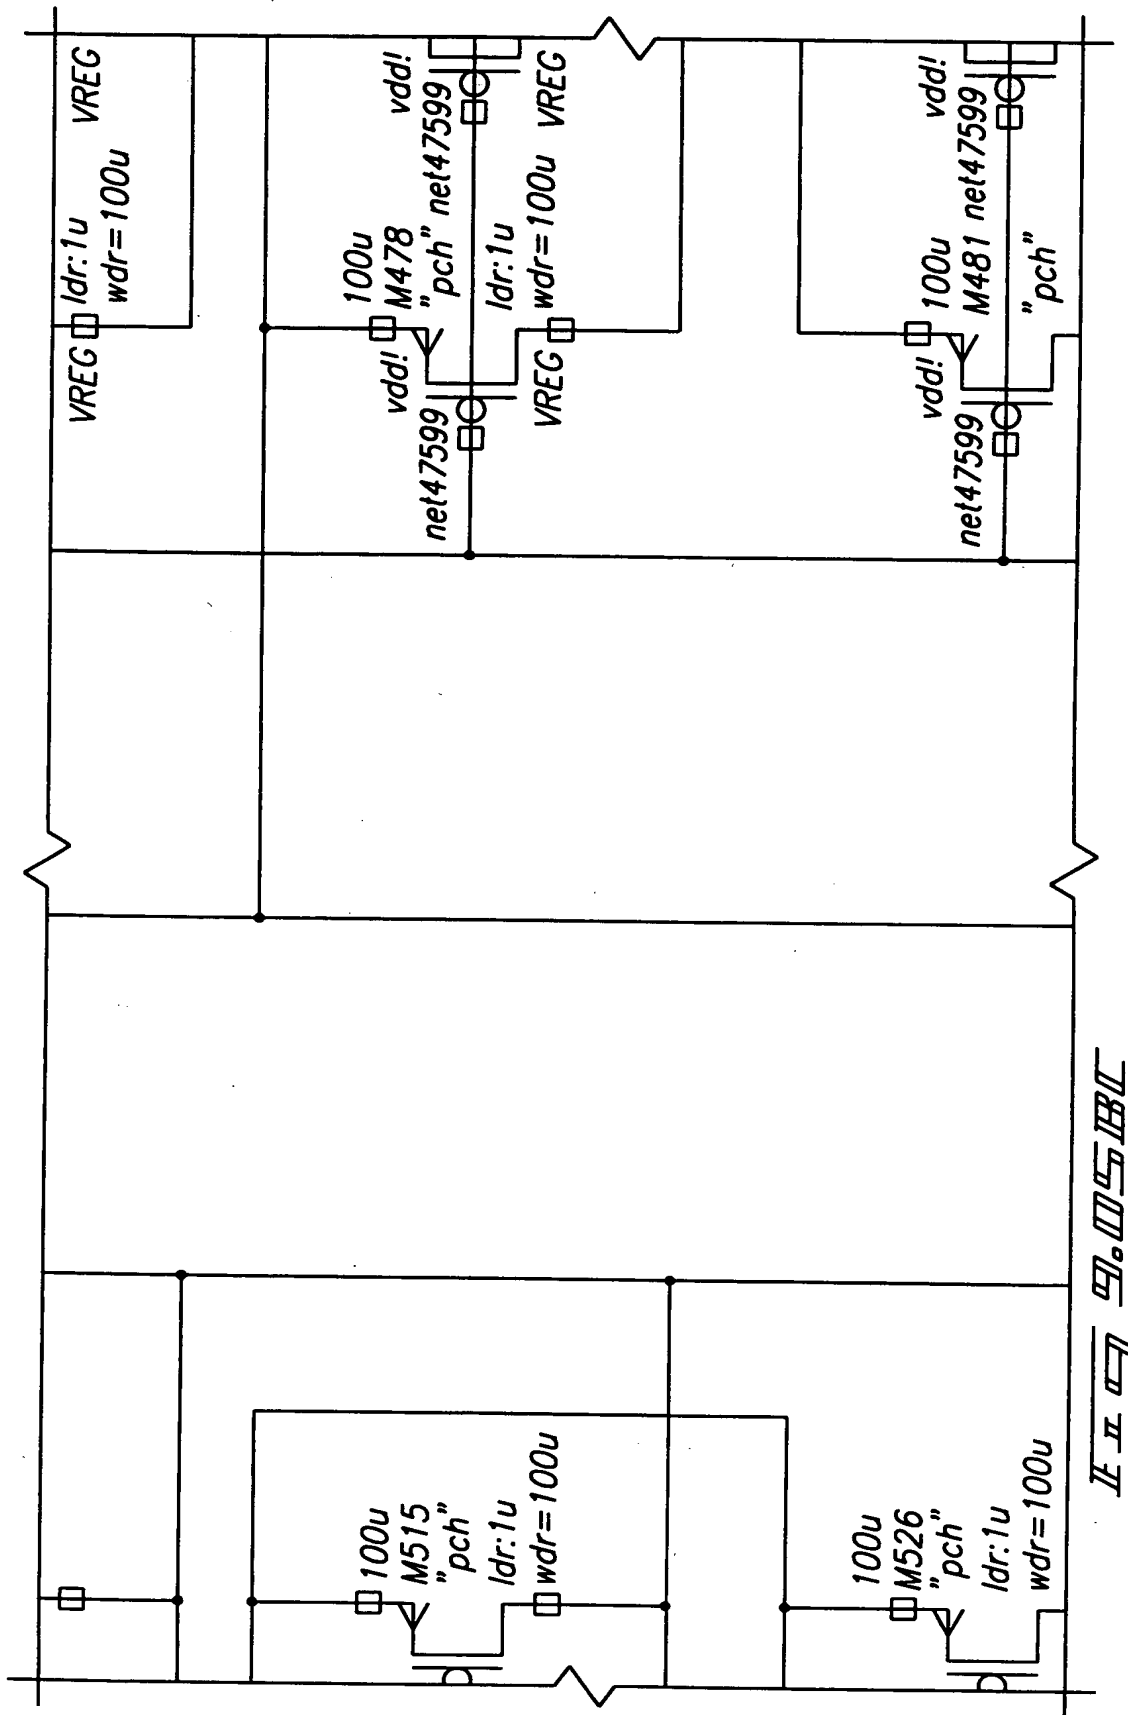 VREG
ldr:1u
wdr=100u
VREG
100u
M478
"pch"
vdd!
net47599
ldr:1u
wdr=100u
VREG
vdd!
net47599
VREG
100u
M481
"pch"
vdd!
net47599
vdd!
net47599
100u
M515
"pch"
ldr:1u
wdr=100u
100u
M526
"pch"
ldr:1u
wdr=100u
FIG 9.05BC